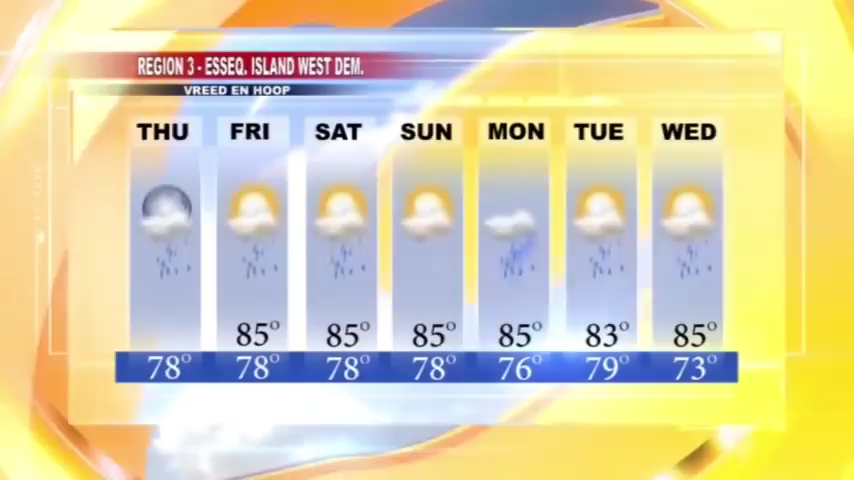 REGION 3 - ESSEQ. ISLAND WEST DEM.
VREED EN HOOP
THU FRI SAT SUN MON TUE WED
85° 85° 85° 85° 83° 85°
78° 78° 78° 78° 76° 79° 73°